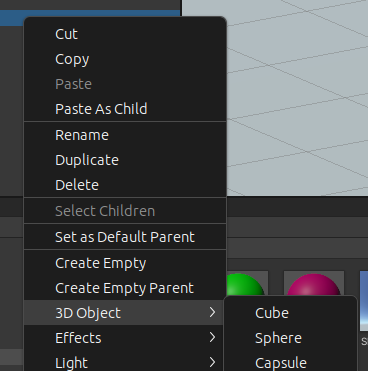 Cut
Copy
Paste
Paste As Child
Rename
Duplicate
Delete
Select Children
Set as Default Parent
Create Empty
Create Empty Parent
3D Object
Cube
Effects
Sphere
Light
Capsule